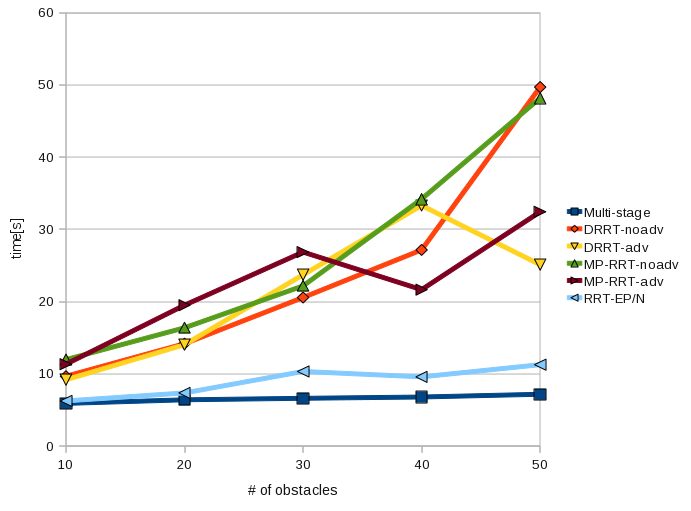 60
50
40
30
20
10
0
time[s]
10 20 30 40 50
# of obstacles
Multi-stage
DRRT-noadv
DRRT-adv
MP-RRT-noadv
MP-RRT-adv
RRT-EP/N